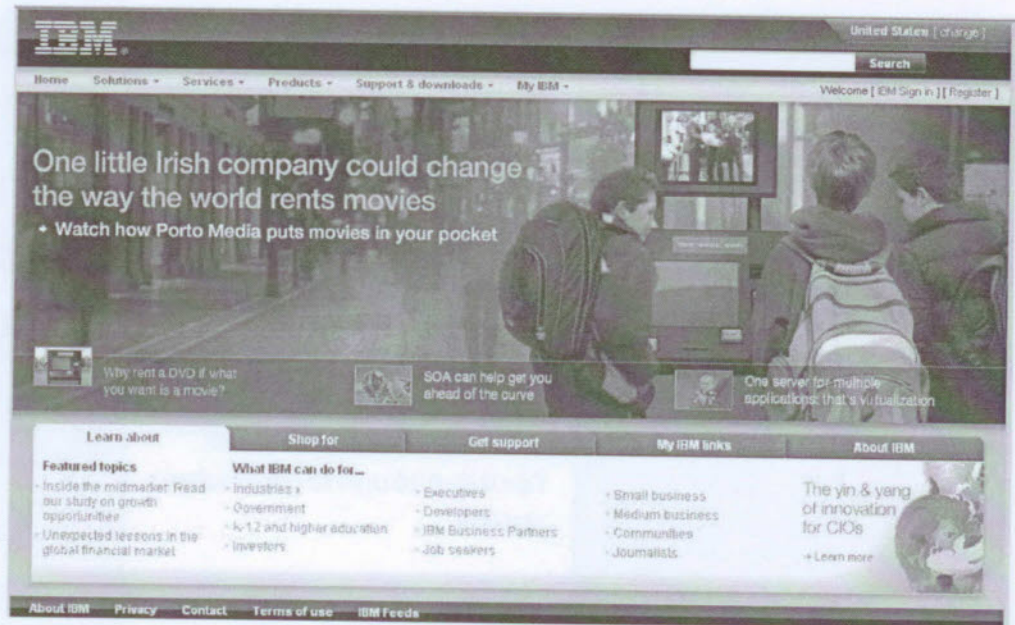 IBM®
United States [ change ]
Search
Home Solutions Services Products Support & downloads My IBM
Welcome [ IBM Sign in ] [ Register ]
One little Irish company could change
the way the world rents movies
Watch how Porto Media puts movies in your pocket
Why rent a DVD if what
you want is a movie?
SOA can help get you
ahead of the curve
One server for multiple
applications: that's virtualization
Learn about
Shop for
Get support
My IBM links
About IBM
Featured topics
Inside the midmarket: Read
our study on growth
opportunities
Unexpected lessons in the
global financial market
What IBM can do for...
Industries
Government
K-12 and higher education
Investors
Executives
Developers
IBM Business Partners
Job seekers
Small business
Medium business
Communities
Journalists
The yin & yang
of innovation
for CIOs
Learn more
About IBM Privacy Contact Terms of use IBM Feeds